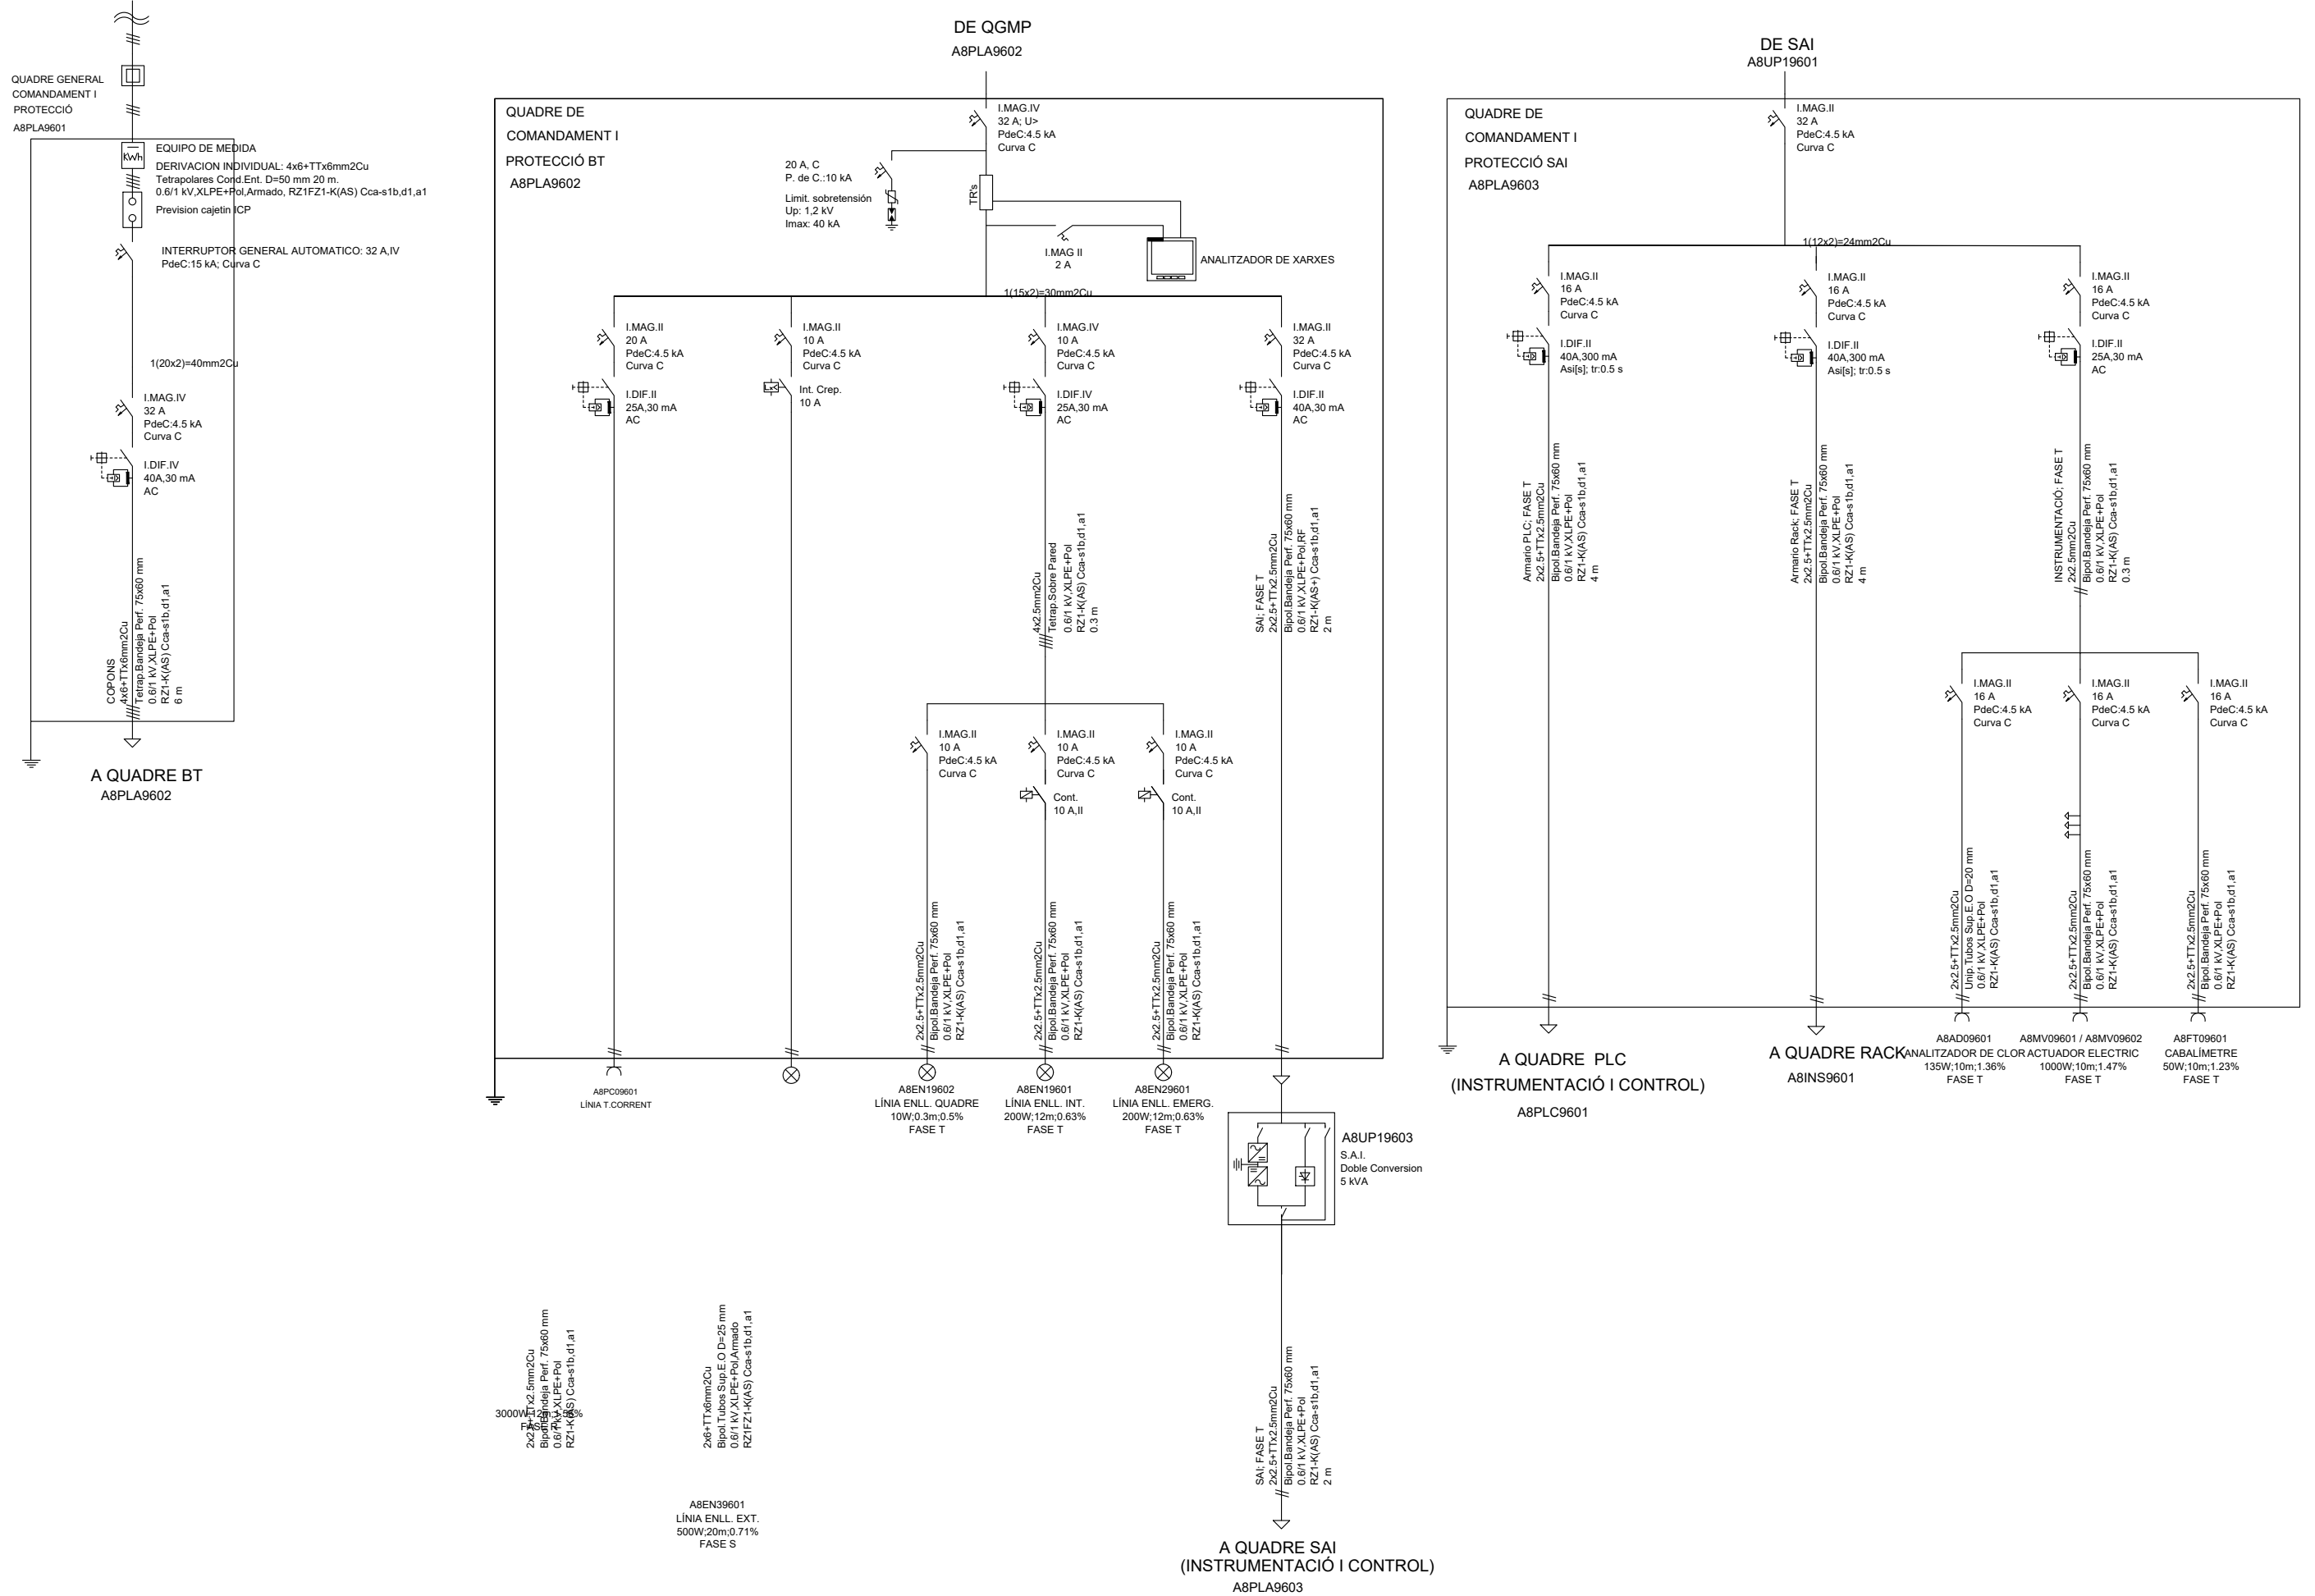 QUADRE GENERAL
COMANDAMENT I
PROTECCIÓ
A8PLA9601
EQUIPO DE MEDIDA
KWh
DERIVACION INDIVIDUAL: 4x6+TTx6mm2Cu
Tetrapolares Cond.Ent. D=50 mm 20 m.
0.6/1 kV,XLPE+Pol,Armado, RZ1FZ1-K(AS) Cca-s1b,d1,a1
Prevision cajetin ICP
INTERRUPTOR GENERAL AUTOMATICO: 32 A,IV
PdeC:15 kA; Curva C
1(20x2)=40mm2Cu
I.MAG.IV
32 A
PdeC:4.5 kA
Curva C
I.DIF.IV
40A,30 mA
AC
COPONS
4x6+TTx6mm2Cu
Tetrap.Bandeja Perf. 75x60 mm
0.6/1 kV,XLPE+Pol
RZ1-K(AS) Cca-s1b,d1,a1
6 m
A QUADRE BT
A8PLA9602
DE QGMP
A8PLA9602
QUADRE DE
COMANDAMENT I
PROTECCIÓ BT
A8PLA9602
I.MAG.IV
32 A; U>
PdeC:4.5 kA
Curva C
20 A, C
P. de C.:10 kA
Limit. sobretensión
Up: 1,2 kV
Imax: 40 kA
TR's
I.MAG II
2 A
ANALITZADOR DE XARXES
1(15x2)=30mm2Cu
I.MAG.II
20 A
PdeC:4.5 kA
Curva C
I.DIF.II
25A,30 mA
AC
I.MAG.II
10 A
PdeC:4.5 kA
Curva C
Int. Crep.
10 A
I.MAG.IV
10 A
PdeC:4.5 kA
Curva C
I.DIF.IV
25A,30 mA
AC
I.MAG.II
32 A
PdeC:4.5 kA
Curva C
I.DIF.II
40A,30 mA
AC
4x2.5mm2Cu
Tetrap.Sobre Pared
0.6/1 kV,XLPE+Pol
RZ1-K(AS) Cca-s1b,d1,a1
0.3 m
SAI; FASE T
2x2.5+TTx2.5mm2Cu
Bipol.Bandeja Perf. 75x60 mm
0.6/1 kV,XLPE+Pol,RF
RZ1-K(AS+) Cca-s1b,d1,a1
2 m
I.MAG.II
10 A
PdeC:4.5 kA
Curva C
I.MAG.II
10 A
PdeC:4.5 kA
Curva C
Cont.
10 A,II
I.MAG.II
10 A
PdeC:4.5 kA
Curva C
Cont.
10 A,II
2x2.5+TTx2.5mm2Cu
Bipol.Bandeja Perf. 75x60 mm
0.6/1 kV,XLPE+Pol
RZ1-K(AS) Cca-s1b,d1,a1
2x2.5+TTx2.5mm2Cu
Bipol.Bandeja Perf. 75x60 mm
0.6/1 kV,XLPE+Pol
RZ1-K(AS) Cca-s1b,d1,a1
2x2.5+TTx2.5mm2Cu
Bipol.Bandeja Perf. 75x60 mm
0.6/1 kV,XLPE+Pol
RZ1-K(AS) Cca-s1b,d1,a1
A8PC09601
LÍNIA T.CORRENT
A8EN19602
LÍNIA ENLL. QUADRE
10W;0.3m;0.5%
FASE T
A8EN19601
LÍNIA ENLL. INT.
200W;12m;0.63%
FASE T
A8EN29601
LÍNIA ENLL. EMERG.
200W;12m;0.63%
FASE T
A8UP19603
S.A.I.
Doble Conversion
5 kVA
3000W;12m;
2x2.5+TTx2.5mm2Cu
Bipol.Bandeja Perf. 75x60 mm
0.6/1 kV,XLPE+Pol
RZ1-K(AS) Cca-s1b,d1,a1
2x6+TTx6mm2Cu
Bipol.Tubos Sup.E.O D=25 mm
0.6/1 kV,XLPE+Pol,Armado
RZ1FZ1-K(AS) Cca-s1b,d1,a1
A8EN39601
LÍNIA ENLL. EXT.
500W;20m;0.71%
FASE S
SAI; FASE T
2x2.5+TTx2.5mm2Cu
Bipol.Bandeja Perf. 75x60 mm
0.6/1 kV,XLPE+Pol
RZ1-K(AS) Cca-s1b,d1,a1
2 m
A QUADRE SAI
(INSTRUMENTACIÓ I CONTROL)
A8PLA9603
DE SAI
A8UP19601
QUADRE DE
COMANDAMENT I
PROTECCIÓ SAI
A8PLA9603
I.MAG.II
32 A
PdeC:4.5 kA
Curva C
1(12x2)=24mm2Cu
I.MAG.II
16 A
PdeC:4.5 kA
Curva C
I.DIF.II
40A,300 mA
Asi[s]; tr:0.5 s
I.MAG.II
16 A
PdeC:4.5 kA
Curva C
I.DIF.II
40A,300 mA
Asi[s]; tr:0.5 s
I.MAG.II
16 A
PdeC:4.5 kA
Curva C
I.DIF.II
25A,30 mA
AC
Armario PLC; FASE T
2x2.5+TTx2.5mm2Cu
Bipol.Bandeja Perf. 75x60 mm
0.6/1 kV,XLPE+Pol
RZ1-K(AS) Cca-s1b,d1,a1
4 m
Armario Rack; FASE T
2x2.5+TTx2.5mm2Cu
Bipol.Bandeja Perf. 75x60 mm
0.6/1 kV,XLPE+Pol
RZ1-K(AS) Cca-s1b,d1,a1
4 m
INSTRUMENTACIÓ; FASE T
2x2.5mm2Cu
Bipol.Bandeja Perf. 75x60 mm
0.6/1 kV,XLPE+Pol
RZ1-K(AS) Cca-s1b,d1,a1
0.3 m
I.MAG.II
16 A
PdeC:4.5 kA
Curva C
I.MAG.II
16 A
PdeC:4.5 kA
Curva C
I.MAG.II
16 A
PdeC:4.5 kA
Curva C
2x2.5+TTx2.5mm2Cu
Unip.Tubos Sup.E.O D=20 mm
0.6/1 kV,XLPE+Pol
RZ1-K(AS) Cca-s1b,d1,a1
2x2.5+TTx2.5mm2Cu
Bipol.Bandeja Perf. 75x60 mm
0.6/1 kV,XLPE+Pol
RZ1-K(AS) Cca-s1b,d1,a1
2x2.5+TTx2.5mm2Cu
Bipol.Bandeja Perf. 75x60 mm
0.6/1 kV,XLPE+Pol
RZ1-K(AS) Cca-s1b,d1,a1
A QUADRE PLC
(INSTRUMENTACIÓ I CONTROL)
A8PLC9601
A QUADRE RACK
A8INS9601
A8AD09601
ANALITZADOR DE CLOR
135W;10m;1.36%
FASE T
A8MV09601 / A8MV09602
ACTUADOR ELECTRIC
1000W;10m;1.47%
FASE T
A8FT09601
CABALÍMETRE
50W;10m;1.23%
FASE T